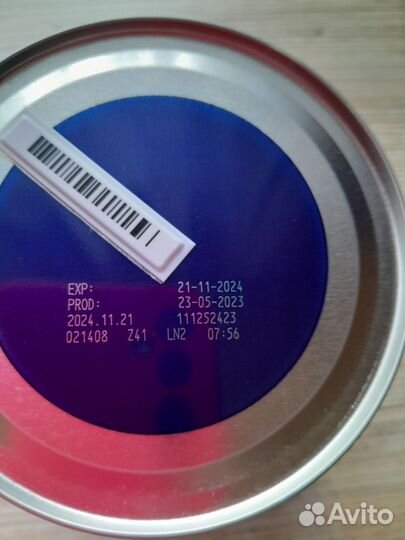 EXP: 21-11-2024
PROD: 23-05-2023
2024.11.21 111252423
021408 Z41 LN2 07:56
Avito